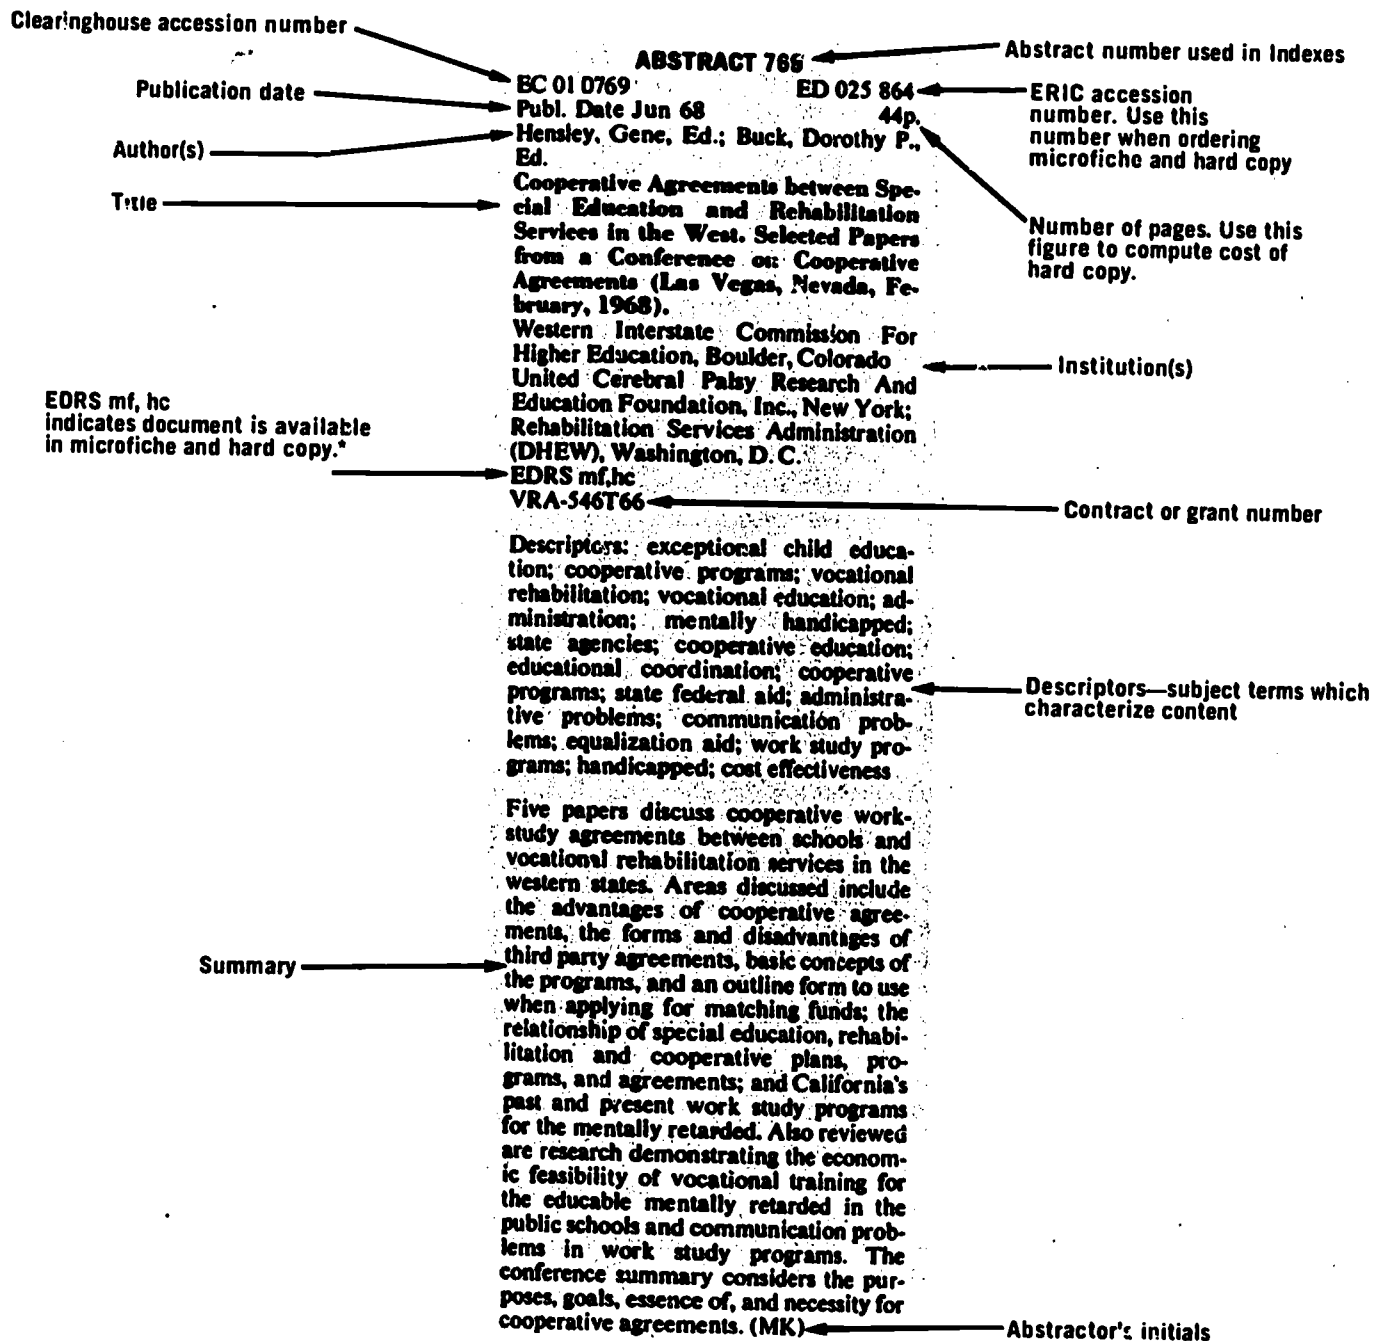 Clearinghouse accession number
Publication date
Author(s)
Title
EDRS mf, hc
indicates document is available
in microfiche and hard copy.*
Summary
ABSTRACT 766
EC 01 0769 ED 025 864
Publ. Date Jun 68 44p.
Hensley, Gene, Ed.; Buck, Dorothy P.,
Ed.
Cooperative Agreements between Spe-
cial Education and Rehabilitation
Services in the West. Selected Papers
from a Conference on Cooperative
Agreements (Las Vegas, Nevada, Fe-
bruary, 1968).
Western Interstate Commission For
Higher Education, Boulder, Colorado
United Cerebral Palsy Research And
Education Foundation, Inc., New York;
Rehabilitation Services Administration
(DHEW), Washington, D. C.
EDRS mf,hc
VRA-546T66
Descriptors: exceptional child educa-
tion; cooperative programs; vocational
rehabilitation; vocational education; ad-
ministration; mentally handicapped;
state agencies; cooperative education;
educational coordination; cooperative
programs; state federal aid; administra-
tive problems; communication prob-
lems; equalization aid; work study pro-
grams; handicapped; cost effectiveness
Five papers discuss cooperative work-
study agreements between schools and
vocational rehabilitation services in the
western states. Areas discussed include
the advantages of cooperative agree-
ments, the forms and disadvantages of
third party agreements, basic concepts of
the programs, and an outline form to use
when applying for matching funds; the
relationship of special education, rehabi-
litation and cooperative plans, pro-
grams, and agreements; and California's
past and present work study programs
for the mentally retarded. Also reviewed
are research demonstrating the econom-
ic feasibility of vocational training for
the educable mentally retarded in the
public schools and communication prob-
lems in work study programs. The
conference summary considers the pur-
poses, goals, essence of, and necessity for
cooperative agreements. (MK)
Abstract number used in Indexes
ERIC accession
number. Use this
number when ordering
microfiche and hard copy
Number of pages. Use this
figure to compute cost of
hard copy.
Institution(s)
Contract or grant number
Descriptors—subject terms which
characterize content
Abstractor's initials